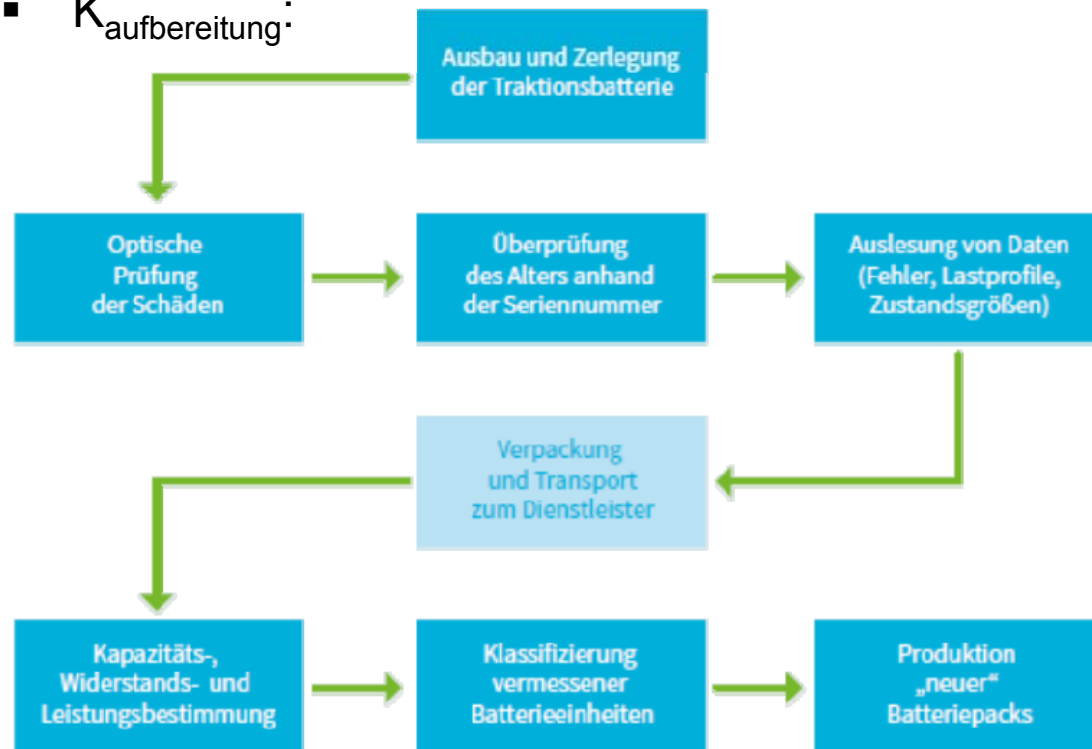 ▪ Kaufbereitung:
Ausbau und Zerlegung
der Traktionsbatterie
Optische
Prüfung
der Schäden
Überprüfung
des Alters anhand
der Seriennummer
Auslesung von Daten
(Fehler, Lastprofile,
Zustandsgrößen)
Verpackung
und Transport
zum Dienstleister
Kapazitäts-,
Widerstands- und
Leistungsbestimmung
Klassifizierung
vermessener
Batterieeinheiten
Produktion
„neuer“
Batteriepacks